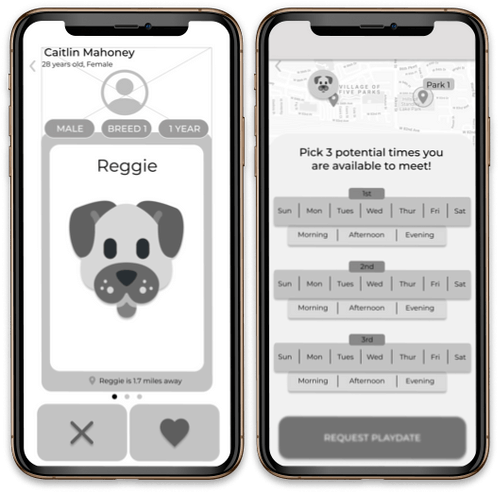 Caitlin Mahoney
28 years old, Female
MALE
BREED 1
1 YEAR
Reggie
Reggie is 1.7 miles away
VILLAGE OF
FIVE PARKS
Park 1
Pick 3 potential times you
are available to meet!
1st
Sun Mon Tues Wed Thur Fri Sat
Morning Afternoon Evening
2nd
Sun Mon Tues Wed Thur Fri Sat
Morning Afternoon Evening
3rd
Sun Mon Tues Wed Thur Fri Sat
Morning Afternoon Evening
REQUEST PLAYDATE